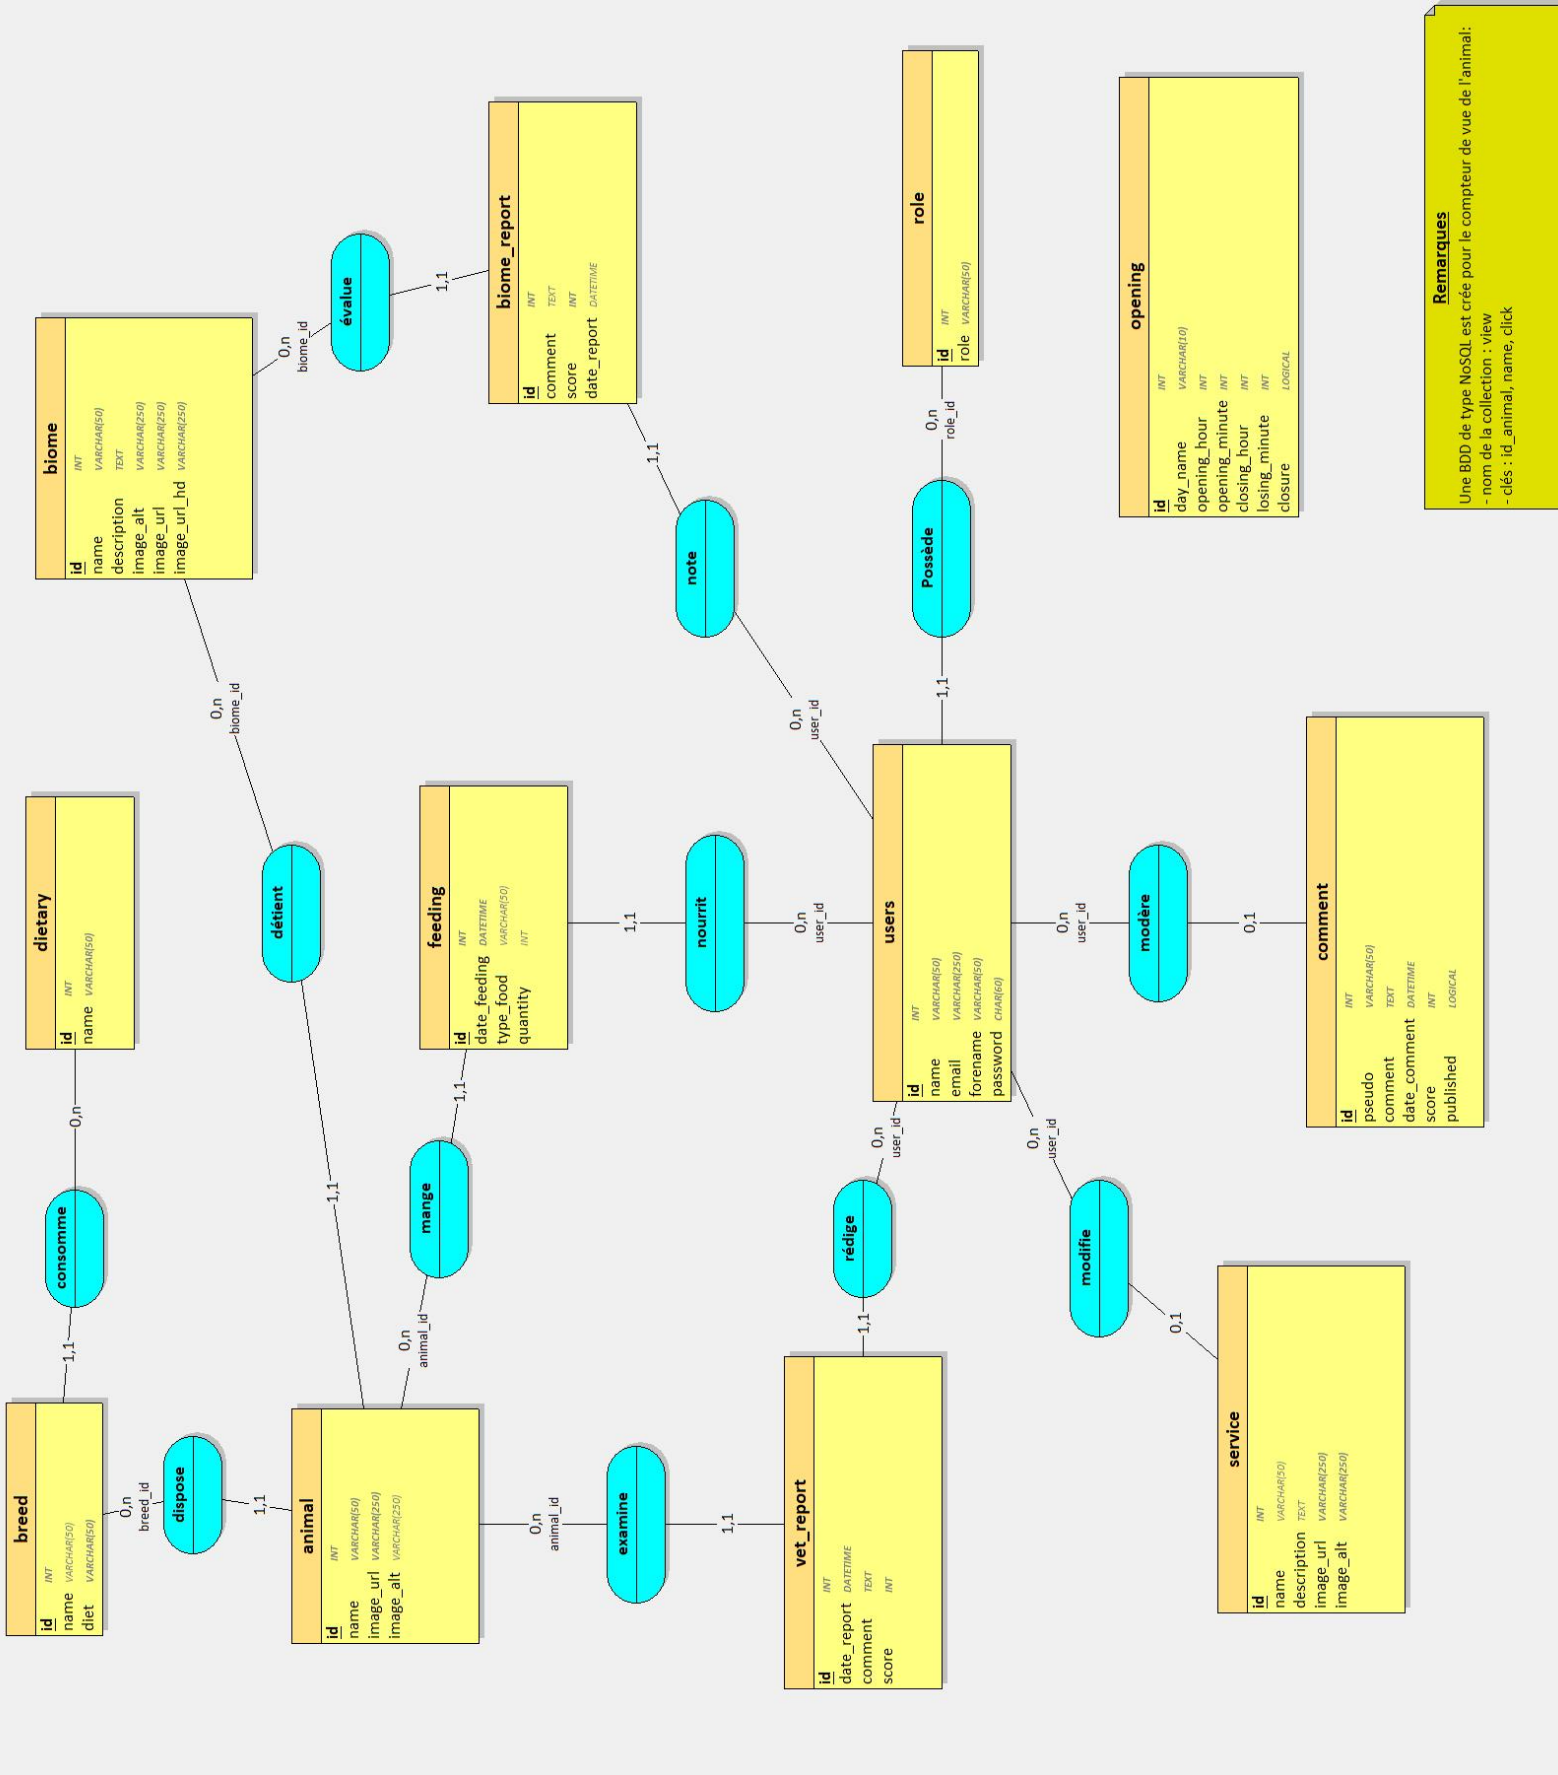 breed
id INT
name VARCHAR(50)
diet VARCHAR(50)
1,1
consomme
0,n
dietary
id INT
name VARCHAR(50)
biome
id INT
name VARCHAR(50)
description TEXT
image_alt VARCHAR(250)
image_url VARCHAR(250)
image_url_hd VARCHAR(250)
0,n
breed_id
dispose
1,1
0,n
biome_id
détient
1,1
0,n
biome_id
évalue
1,1
animal
id INT
name VARCHAR(50)
image_url VARCHAR(250)
image_alt VARCHAR(250)
0,n
animal_id
mange
1,1
feeding
id INT
date_feeding DATETIME
type_food VARCHAR(50)
quantity INT
biome_report
id INT
comment TEXT
score INT
date_report DATETIME
0,n
animal_id
examine
1,1
1,1
nourrit
0,n
user_id
1,1
note
0,n
user_id
vet_report
id INT
date_report DATETIME
comment TEXT
score INT
1,1
rédige
0,n
user_id
users
id INT
name VARCHAR(50)
email VARCHAR(250)
forename VARCHAR(50)
password CHAR(60)
1,1
Possède
0,n
role_id
role
id INT
role VARCHAR(50)
0,n
user_id
modifie
0,1
0,n
user_id
modère
0,1
opening
id INT
day_name VARCHAR(10)
opening_hour INT
opening_minute INT
closing_hour INT
losing_minute INT
closure LOGICAL
service
id INT
name VARCHAR(50)
description TEXT
image_url VARCHAR(250)
image_alt VARCHAR(250)
comment
id INT
pseudo VARCHAR(50)
comment TEXT
date_comment DATETIME
score INT
published LOGICAL
Remarques
Une BDD de type NoSQL est crée pour le compteur de vue de l'animal:
- nom de la collection : view
- clés : id_animal, name, click